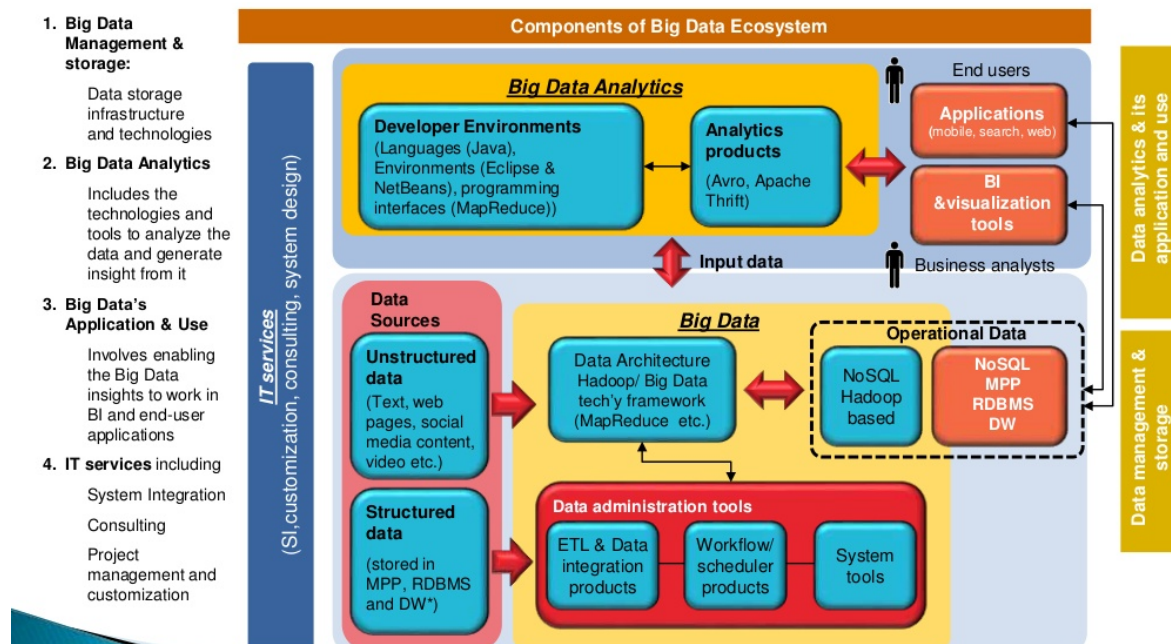 Components of Big Data Ecosystem
1. Big Data
Management &
storage:
Data storage
infrastructure
and technologies
2. Big Data Analytics
Includes the
technologies and
tools to analyze the
data and generate
insight from it
3. Big Data's
Application & Use
Involves enabling
the Big Data
insights to work in
BI and end-user
applications
4. IT services including
System Integration
Consulting
Project
management and
customization
IT services
(SI,customization, consulting, system design)
Big Data Analytics
Developer Environments
(Languages (Java),
Environments (Eclipse &
NetBeans), programming
interfaces (MapReduce))
Analytics
products
(Avro, Apache
Thrift)
End users
Applications
(mobile, search, web)
BI
&visualization
tools
Business analysts
Input data
Data
Sources
Unstructured
data
(Text, web
pages, social
media content,
video etc.)
Structured
data
(stored in
MPP, RDBMS
and DW*)
Big Data
Data Architecture
Hadoop/ Big Data
tech'y framework
(MapReduce etc.)
Operational Data
NoSQL
Hadoop
based
NoSQL
MPP
RDBMS
DW
Data administration tools
ETL & Data
integration
products
Workflow/
scheduler
products
System
tools
Data analytics & its
application and use
Data management &
storage